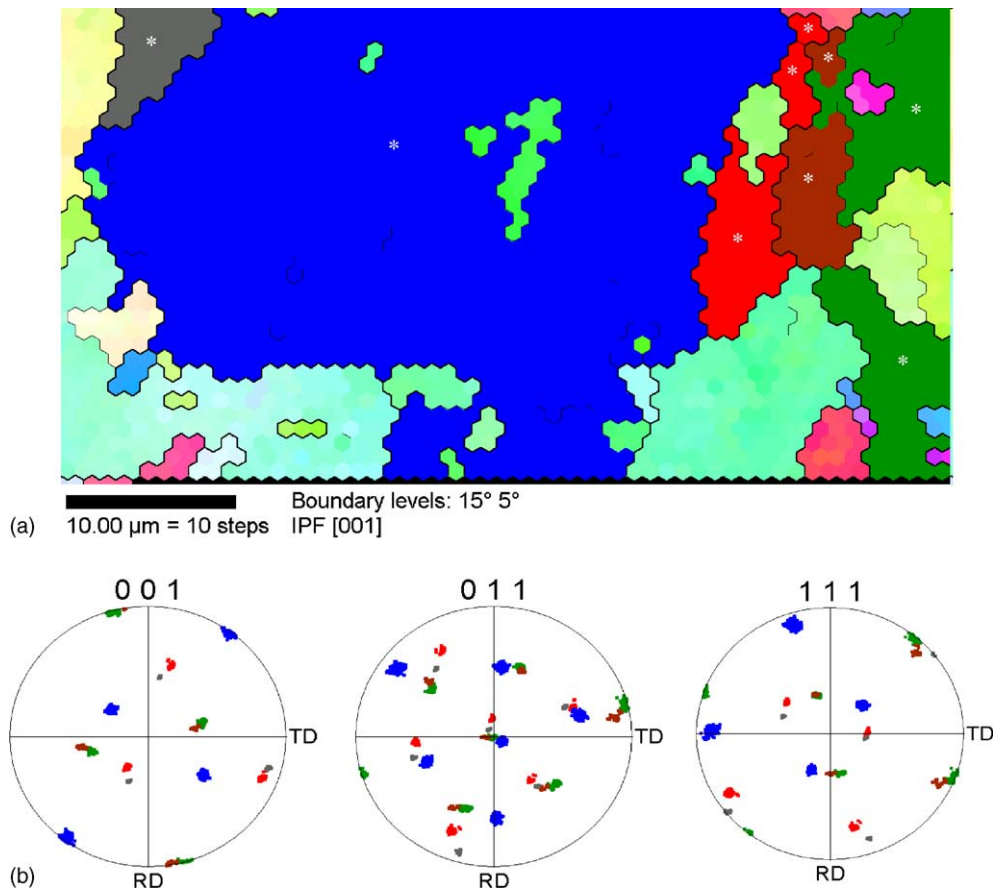 Boundary levels: 15° 5°
(a) 10.00 µm = 10 steps IPF [001]
0 0 1
0 1 1
1 1 1
TD
TD
TD
(b) RD
RD
RD